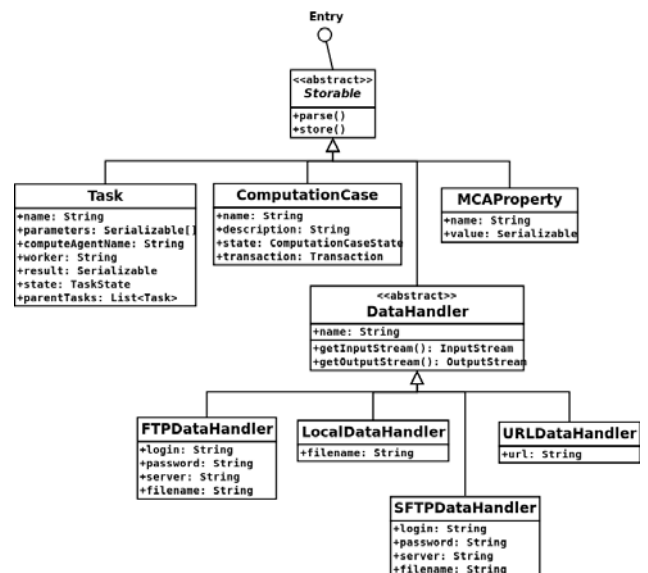 Entry
<<abstract>>
Storable
+parse()
+store()
Task
+name: String
+parameters: Serializable[]
+computeAgentName: String
+worker: String
+result: Serializable
+state: TaskState
+parentTasks: List<Task>
ComputationCase
+name: String
+description: String
+state: ComputationCaseState
+transaction: Transaction
MCAProperty
+name: String
+value: Serializable
<<abstract>>
DataHandler
+name: String
+getInputStream(): InputStream
+getOutputStream(): OutputStream
FTPDataHandler
+login: String
+password: String
+server: String
+filename: String
LocalDataHandler
+filename: String
URLDataHandler
+url: String
SFTPDataHandler
+login: String
+password: String
+server: String
+filename: String